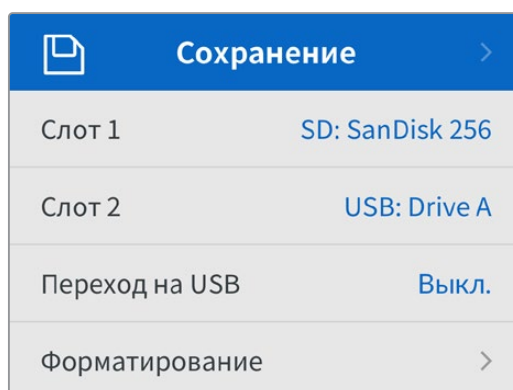 Сохранение
Слот 1 SD: SanDisk 256
Слот 2 USB: Drive A
Переход на USB Выкл.
Форматирование